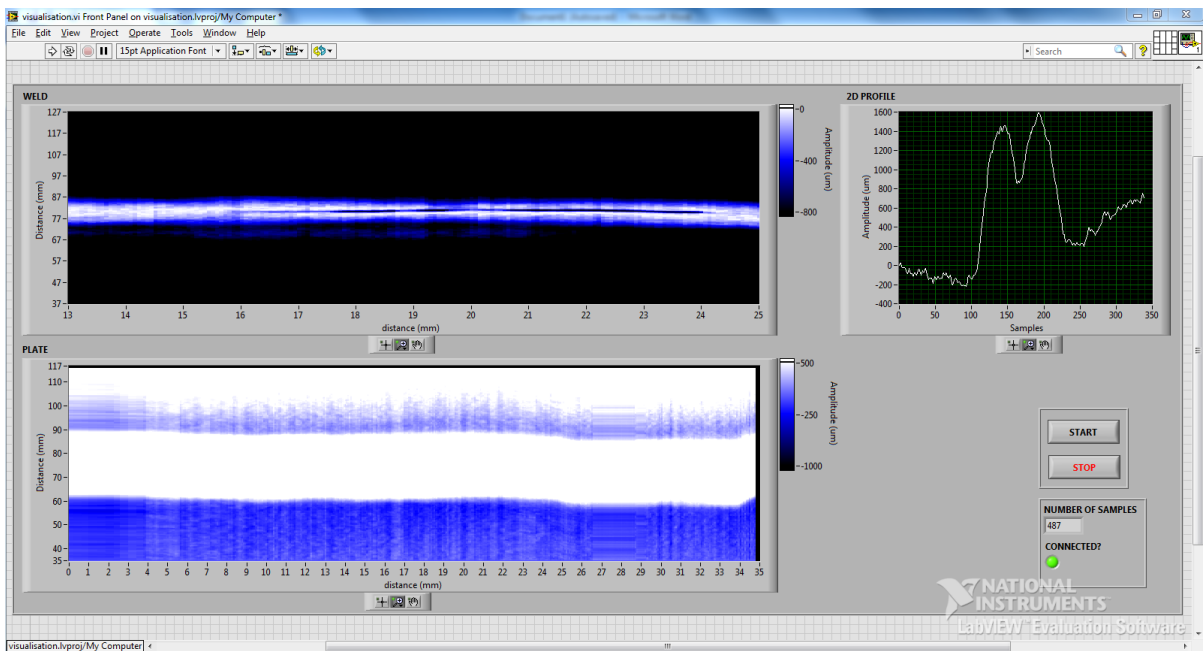 visualisation.vi Front Panel on visualisation.lvproj/My Computer *
File Edit View Project Operate Tools Window Help
15pt Application Font
Search
?
1
WELD
127
117
107
97
87
77
67
57
47
37
Distance (mm)
13 14 15 16 17 18 19 20 21 22 23 24 25
distance (mm)
0
-400
-800
Amplitude (um)
2D PROFILE
1600
1400
1200
1000
800
600
400
200
0
-200
-400
Amplitude (um)
0 50 100 150 200 250 300 350
Samples
PLATE
117
110
100
90
80
70
60
50
40
35
Distance (mm)
0 1 2 3 4 5 6 7 8 9 10 11 12 13 14 15 16 17 18 19 20 21 22 23 24 25 26 27 28 29 30 31 32 33 34 35
distance (mm)
500
-250
-1000
Amplitude (um)
START
STOP
NUMBER OF SAMPLES
487
CONNECTED?
NATIONAL
INSTRUMENTS
LabVIEW Evaluation Software
visualisation.lvproj/My Computer